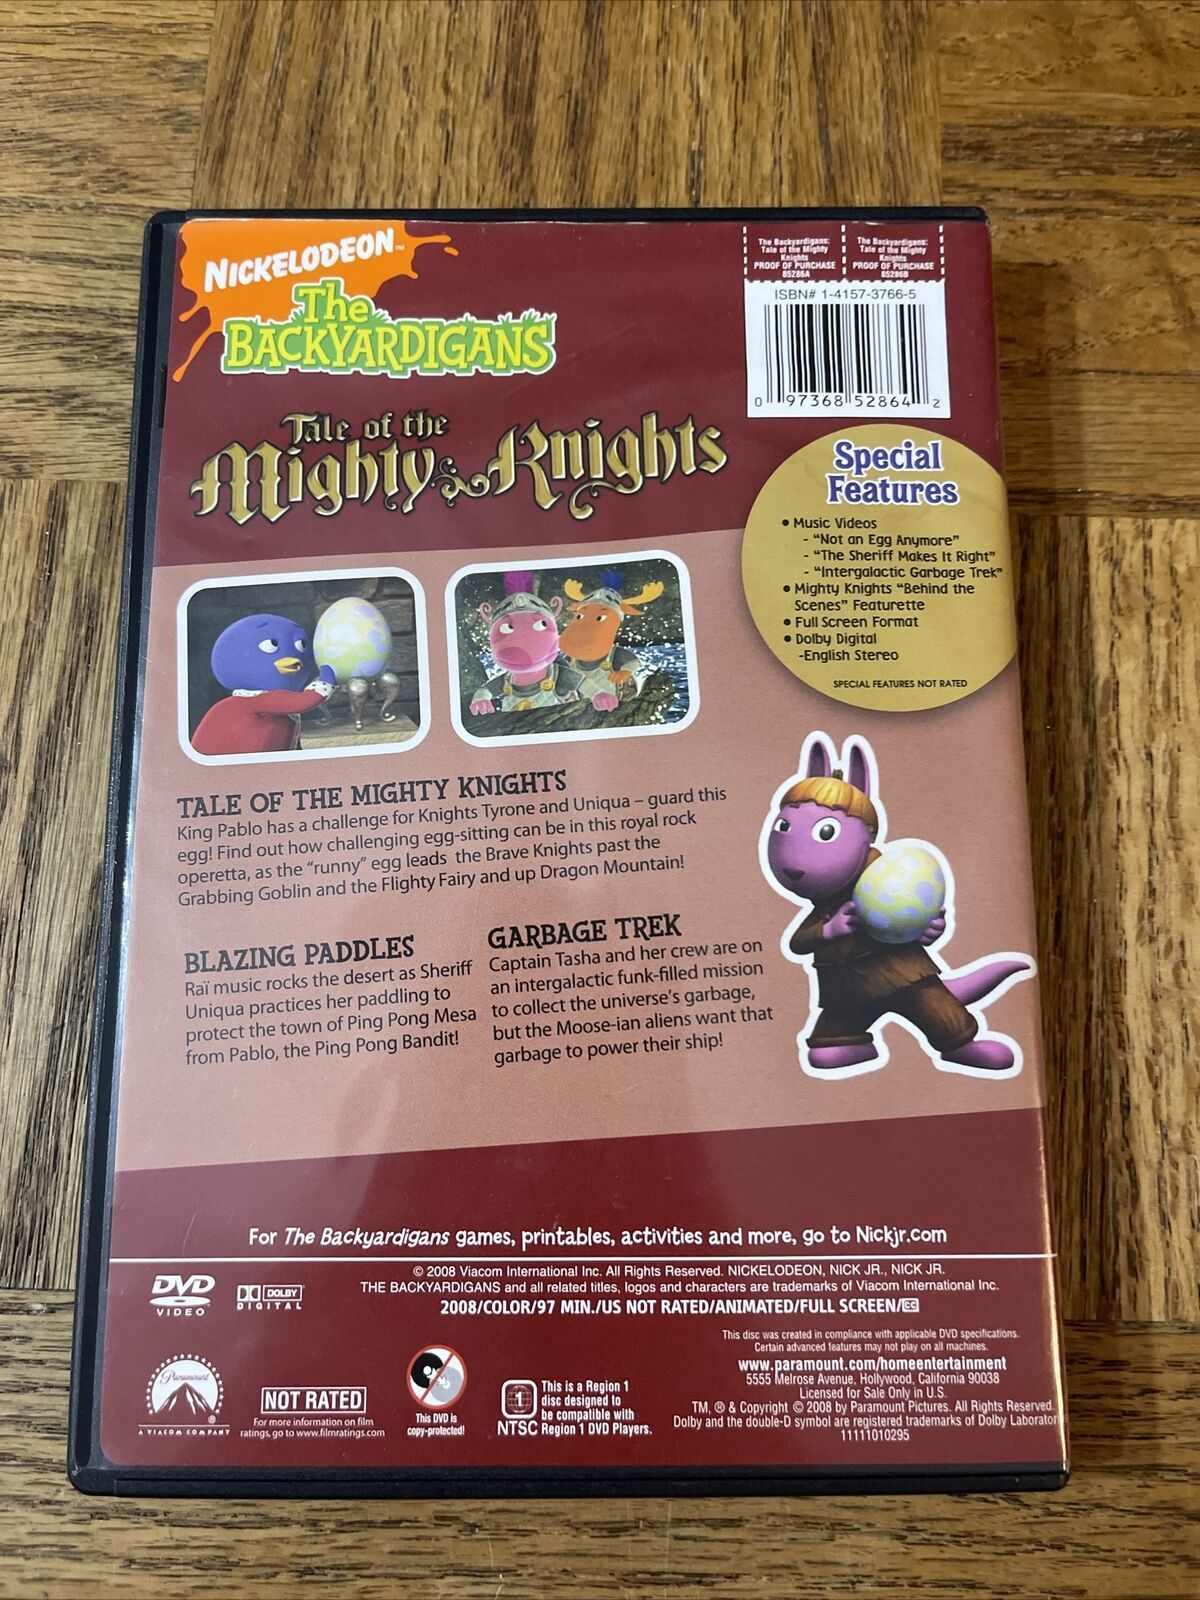 NICKELODEON™
The
BACKYARDIGANS
Tale of the
Mighty Knights
The Backyardigans:
Tale of the Mighty
Knights
PROOF OF PURCHASE
85286A
The Backyardigans:
Tale of the Mighty
Knights
PROOF OF PURCHASE
85286B
ISBN# 1-4157-3766-5
0 97368 52864 2
Special
Features
• Music Videos
- "Not an Egg Anymore"
- "The Sheriff Makes It Right"
- "Intergalactic Garbage Trek"
• Mighty Knights "Behind the
Scenes" Featurette
• Full Screen Format
• Dolby Digital
-English Stereo
SPECIAL FEATURES NOT RATED
TALE OF THE MIGHTY KNIGHTS
King Pablo has a challenge for Knights Tyrone and Uniqua – guard this
egg! Find out how challenging egg-sitting can be in this royal rock
operetta, as the "runny" egg leads the Brave Knights past the
Grabbing Goblin and the Flighty Fairy and up Dragon Mountain!
BLAZING PADDLES
Raï music rocks the desert as Sheriff
Uniqua practices her paddling to
protect the town of Ping Pong Mesa
from Pablo, the Ping Pong Bandit!
GARBAGE TREK
Captain Tasha and her crew are on
an intergalactic funk-filled mission
to collect the universe's garbage,
but the Moose-ian aliens want that
garbage to power their ship!
For The Backyardigans games, printables, activities and more, go to Nickjr.com
DVD
VIDEO
DOLBY
DIGITAL
© 2008 Viacom International Inc. All Rights Reserved. NICKELODEON, NICK JR., NICK JR.
THE BACKYARDIGANS and all related titles, logos and characters are trademarks of Viacom International Inc.
2008/COLOR/97 MIN./US NOT RATED/ANIMATED/FULL SCREEN/CC
Paramount
®
A VIACOM COMPANY
NOT RATED
For more information on film
ratings, go to www.filmratings.com
This DVD is
copy-protected!
1
NTSC
This is a Region 1
disc designed to
be compatible with
Region 1 DVD Players.
This disc was created in compliance with applicable DVD specifications.
Certain advanced features may not play on all machines.
www.paramount.com/homeentertainment
5555 Melrose Avenue, Hollywood, California 90038
Licensed for Sale Only in U.S.
TM, ® & Copyright © 2008 by Paramount Pictures. All Rights Reserved.
Dolby and the double-D symbol are registered trademarks of Dolby Laborator
11111010295